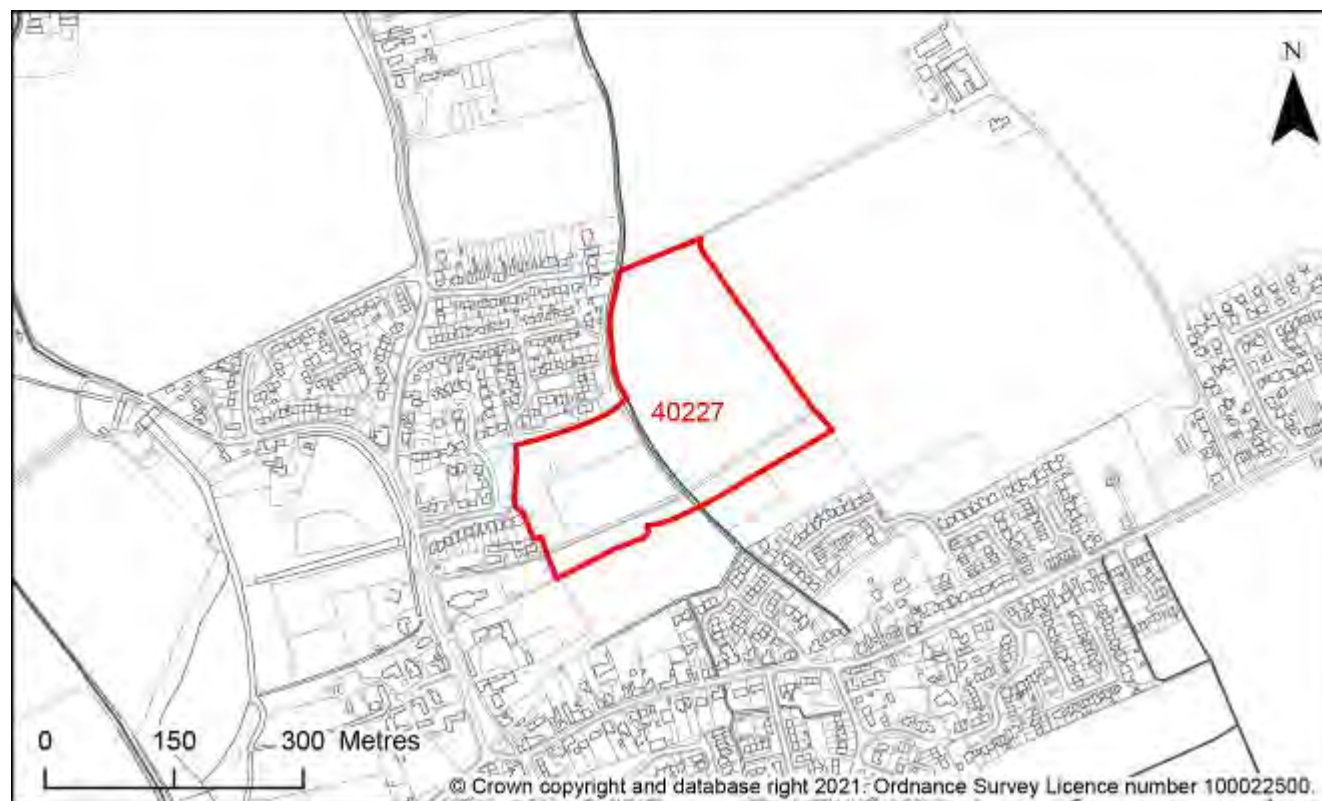 N
40227
0 150 300 Metres
© Crown copyright and database right 2021. Ordnance Survey Licence number 100022500.